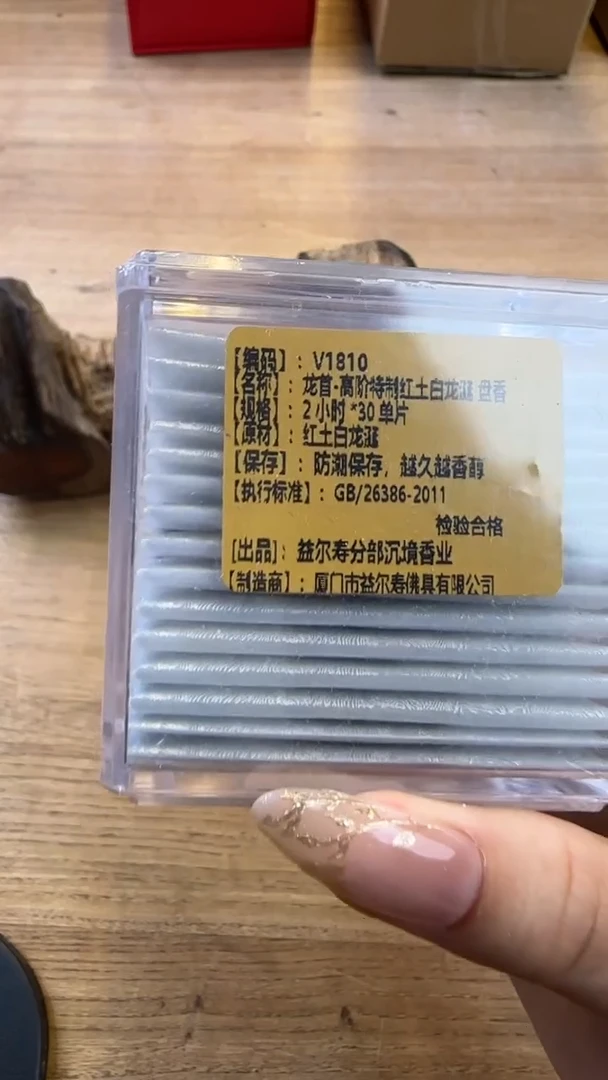 【编码】：V1810
【名称】：龙首-高阶特制红土白龙涎 盘香
【规格】：2小时 *30单片
【原材】：红土白龙涎
【保存】：防潮保存，越久越香醇
【执行标准】：GB/26386-2011
检验合格
[出品]：益尔寿分部沉境香业
【制造商】：厦门市益尔寿佛具有限公司